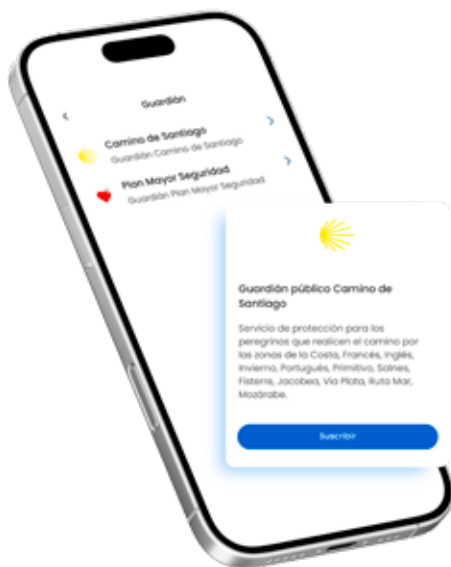 Guardián
Camino de Santiago
Guardián Camino de Santiago
Plan Mayor Seguridad
Guardián Plan Mayor Seguridad
Guardián público Camino de
Santiago
Servicio de protección para los
peregrinos que realicen el camino por
las zonas de la Costa, Francés, Inglés,
Invierno, Portugués, Primitivo, Salnes,
Fisterre, Jacobea, Via Plata, Ruta Mar,
Mozárabe.
Suscribir